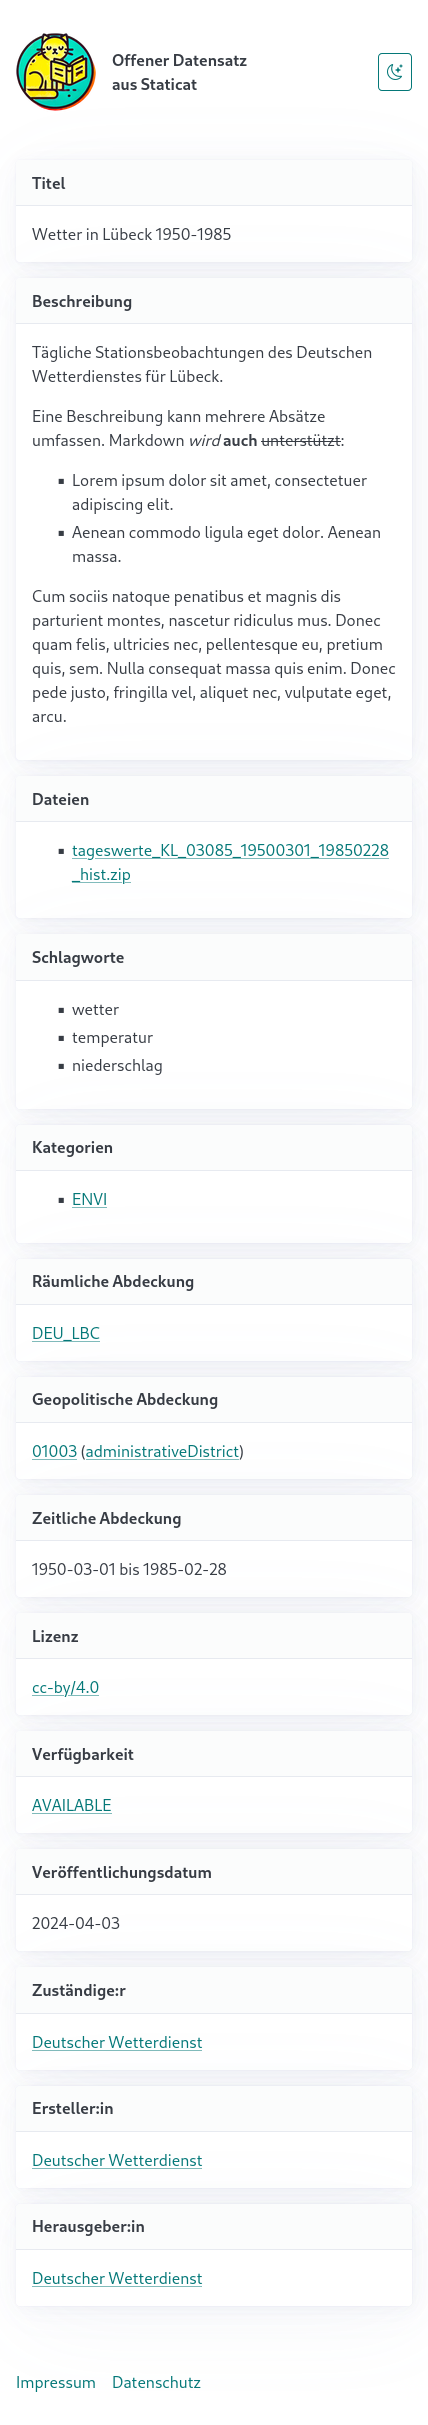 Offener Datensatz
aus Staticat
Titel
Wetter in Lübeck 1950-1985
Beschreibung
Tägliche Stationsbeobachtungen des Deutschen
Wetterdienstes für Lübeck.
Eine Beschreibung kann mehrere Absätze
umfassen. Markdown wird auch unterstützt:
Lorem ipsum dolor sit amet, consectetuer
adipiscing elit.
Aenean commodo ligula eget dolor. Aenean
massa.
Cum sociis natoque penatibus et magnis dis
parturient montes, nascetur ridiculus mus. Donec
quam felis, ultricies nec, pellentesque eu, pretium
quis, sem. Nulla consequat massa quis enim. Donec
pede justo, fringilla vel, aliquet nec, vulputate eget,
arcu.
Dateien
tageswerte_KL_03085_19500301_19850228
_hist.zip
Schlagworte
wetter
temperatur
niederschlag
Kategorien
ENVI
Räumliche Abdeckung
DEU_LBC
Geopolitische Abdeckung
01003 (administrativeDistrict)
Zeitliche Abdeckung
1950-03-01 bis 1985-02-28
Lizenz
cc-by/4.0
Verfügbarkeit
AVAILABLE
Veröffentlichungsdatum
2024-04-03
Zuständige:r
Deutscher Wetterdienst
Ersteller:in
Deutscher Wetterdienst
Herausgeber:in
Deutscher Wetterdienst
Impressum Datenschutz